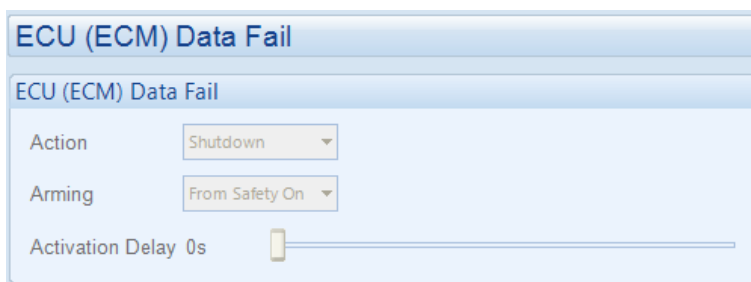 ECU (ECM) Data Fail
ECU (ECM) Data Fail
Action Shutdown
Arming From Safety On
Activation Delay 0s